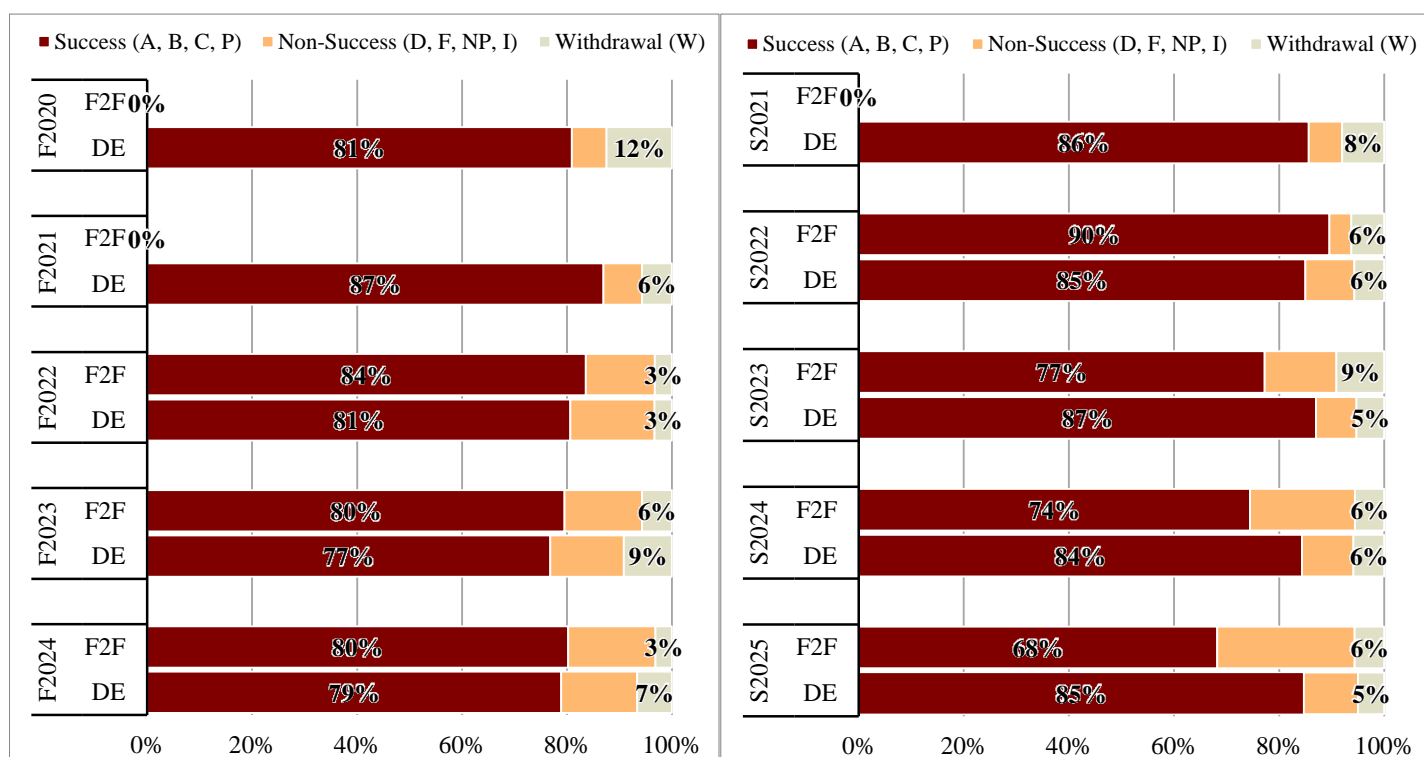 Success (A, B, C, P) Non-Success (D, F, NP, I) Withdrawal (W)
F2020
F2F 0%
DE 81% 12%
F2021
F2F 0%
DE 87% 6%
F2022
F2F 84% 3%
DE 81% 3%
F2023
F2F 80% 6%
DE 77% 9%
F2024
F2F 80% 3%
DE 79% 7%
0% 20% 40% 60% 80% 100%
Success (A, B, C, P) Non-Success (D, F, NP, I) Withdrawal (W)
S2021
F2F 0%
DE 86% 8%
S2022
F2F 90% 6%
DE 85% 6%
S2023
F2F 77% 9%
DE 87% 5%
S2024
F2F 74% 6%
DE 84% 6%
S2025
F2F 68% 6%
DE 85% 5%
0% 20% 40% 60% 80% 100%